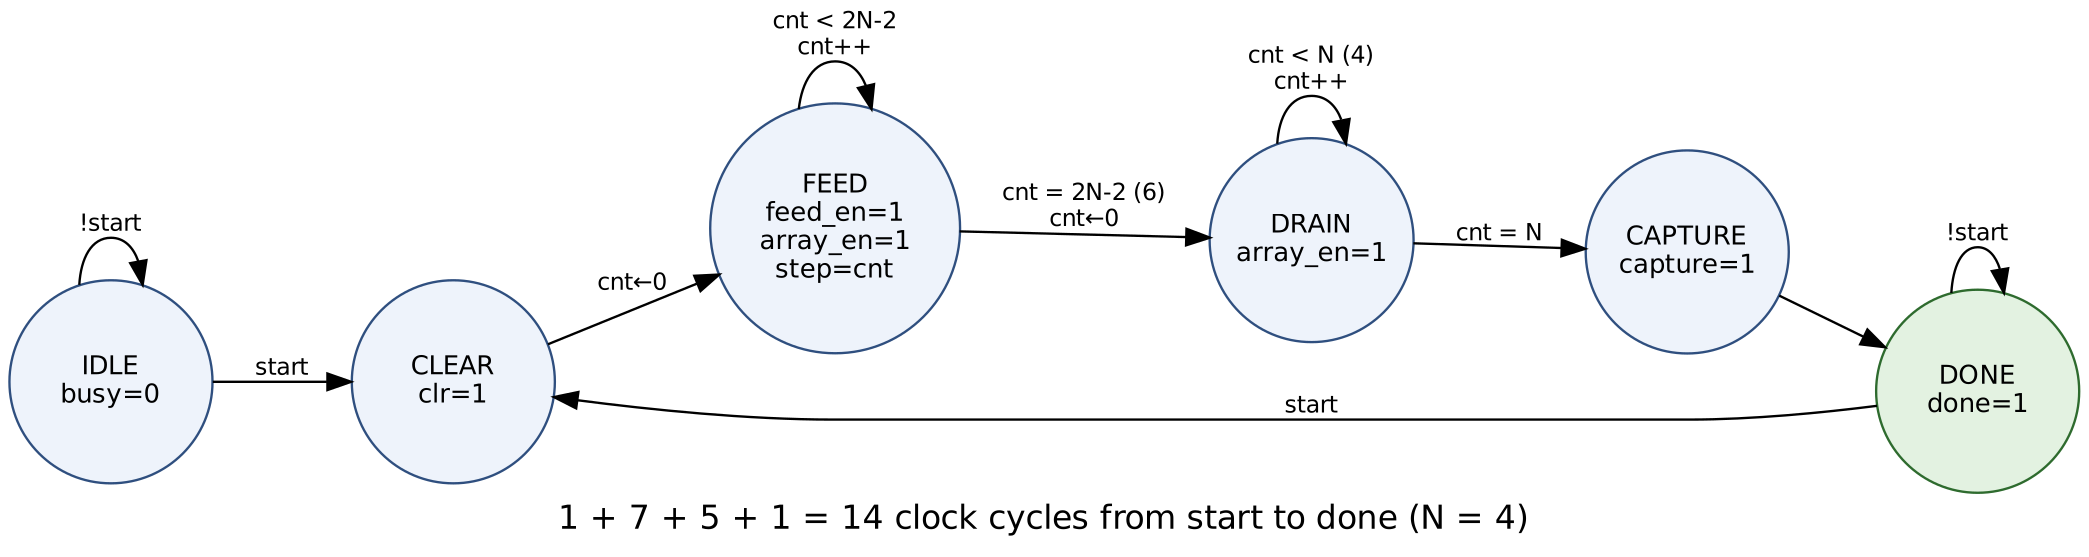 !start
IDLE
busy=0
start
CLEAR
clr=1
cnt←0
cnt < 2N-2
cnt++
FEED
feed_en=1
array_en=1
step=cnt
cnt = 2N-2 (6)
cnt←0
cnt < N (4)
cnt++
DRAIN
array_en=1
cnt = N
CAPTURE
capture=1
!start
DONE
done=1
start
1 + 7 + 5 + 1 = 14 clock cycles from start to done (N = 4)